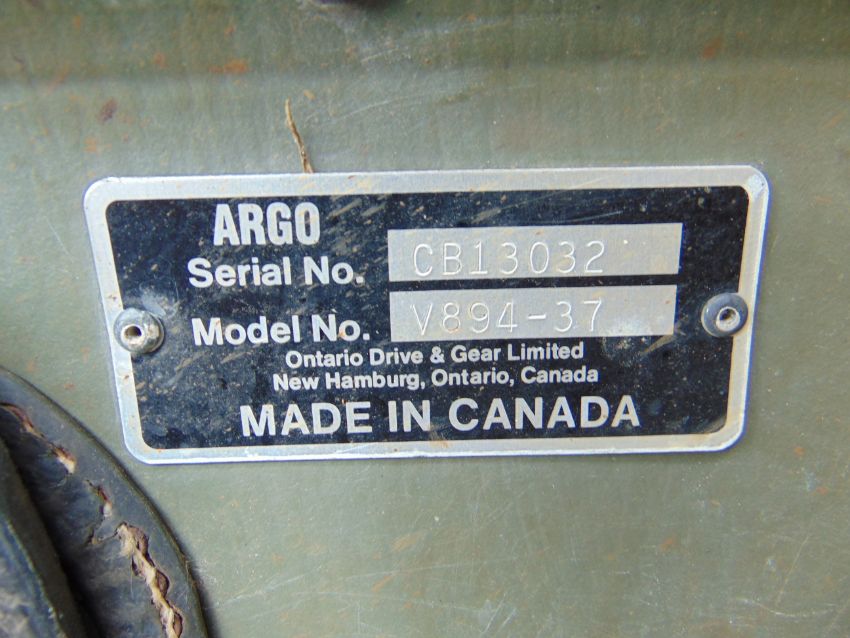 ARGO
Serial No. CB13032
Model No. V894-37
Ontario Drive & Gear Limited
New Hamburg, Ontario, Canada
MADE IN CANADA